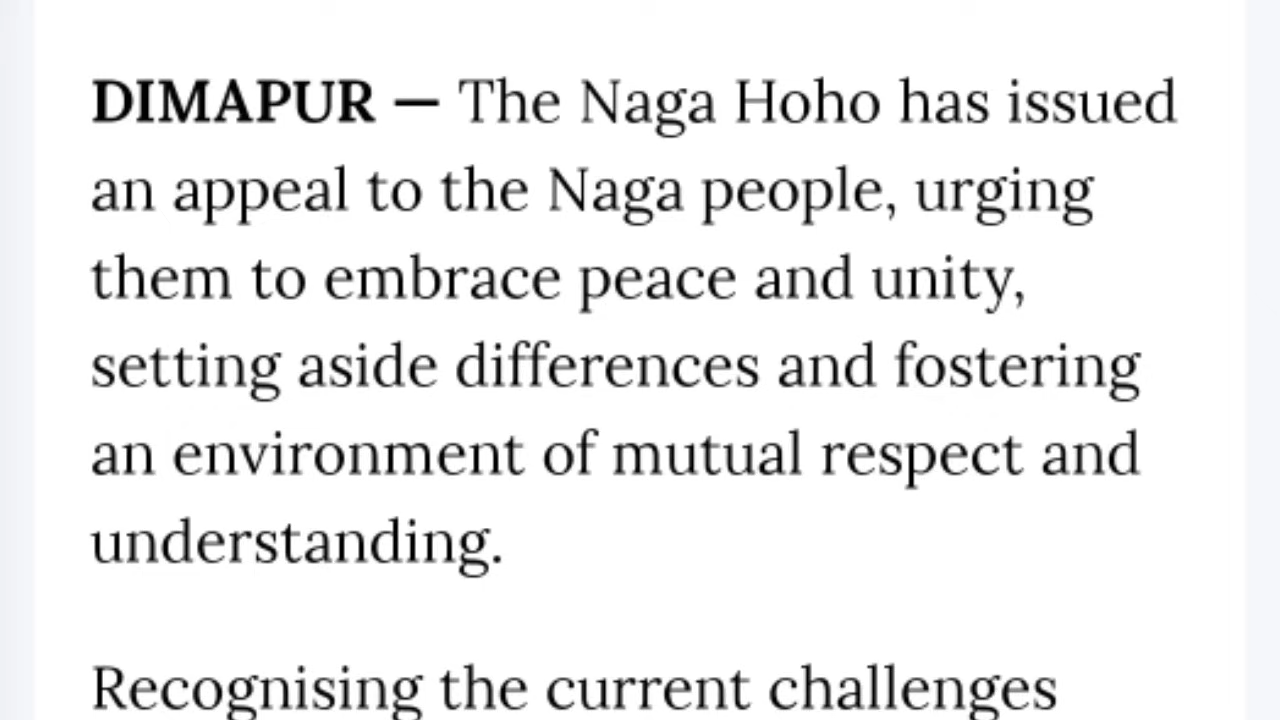 DIMAPUR — The Naga Hoho has issued
an appeal to the Naga people, urging
them to embrace peace and unity,
setting aside differences and fostering
an environment of mutual respect and
understanding.
Recognising the current challenges